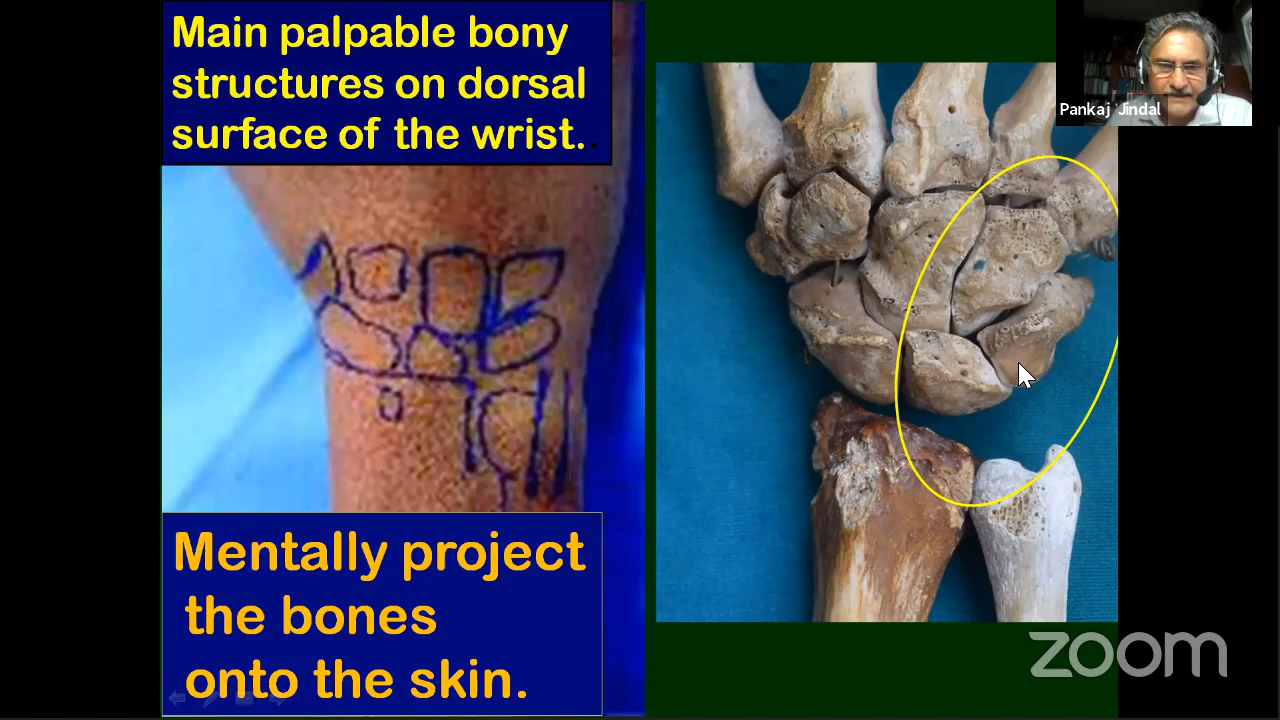 Main palpable bony
structures on dorsal
surface of the wrist..
Pankaj Jindal
Mentally project
the bones
onto the skin.
zoom